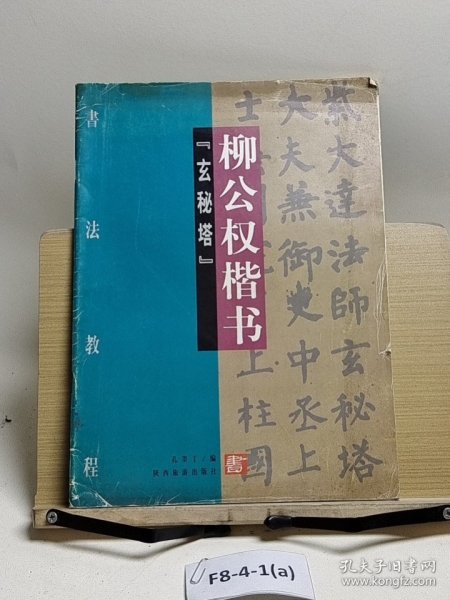 書法教程
柳公权楷书
『玄秘塔』
大達法師玄秘塔
大夫兼御史中丞上
士
上柱國
编
陕西旅游出版社
書
F8-4-1(a)
孔夫子旧书网
www.kongfz.com